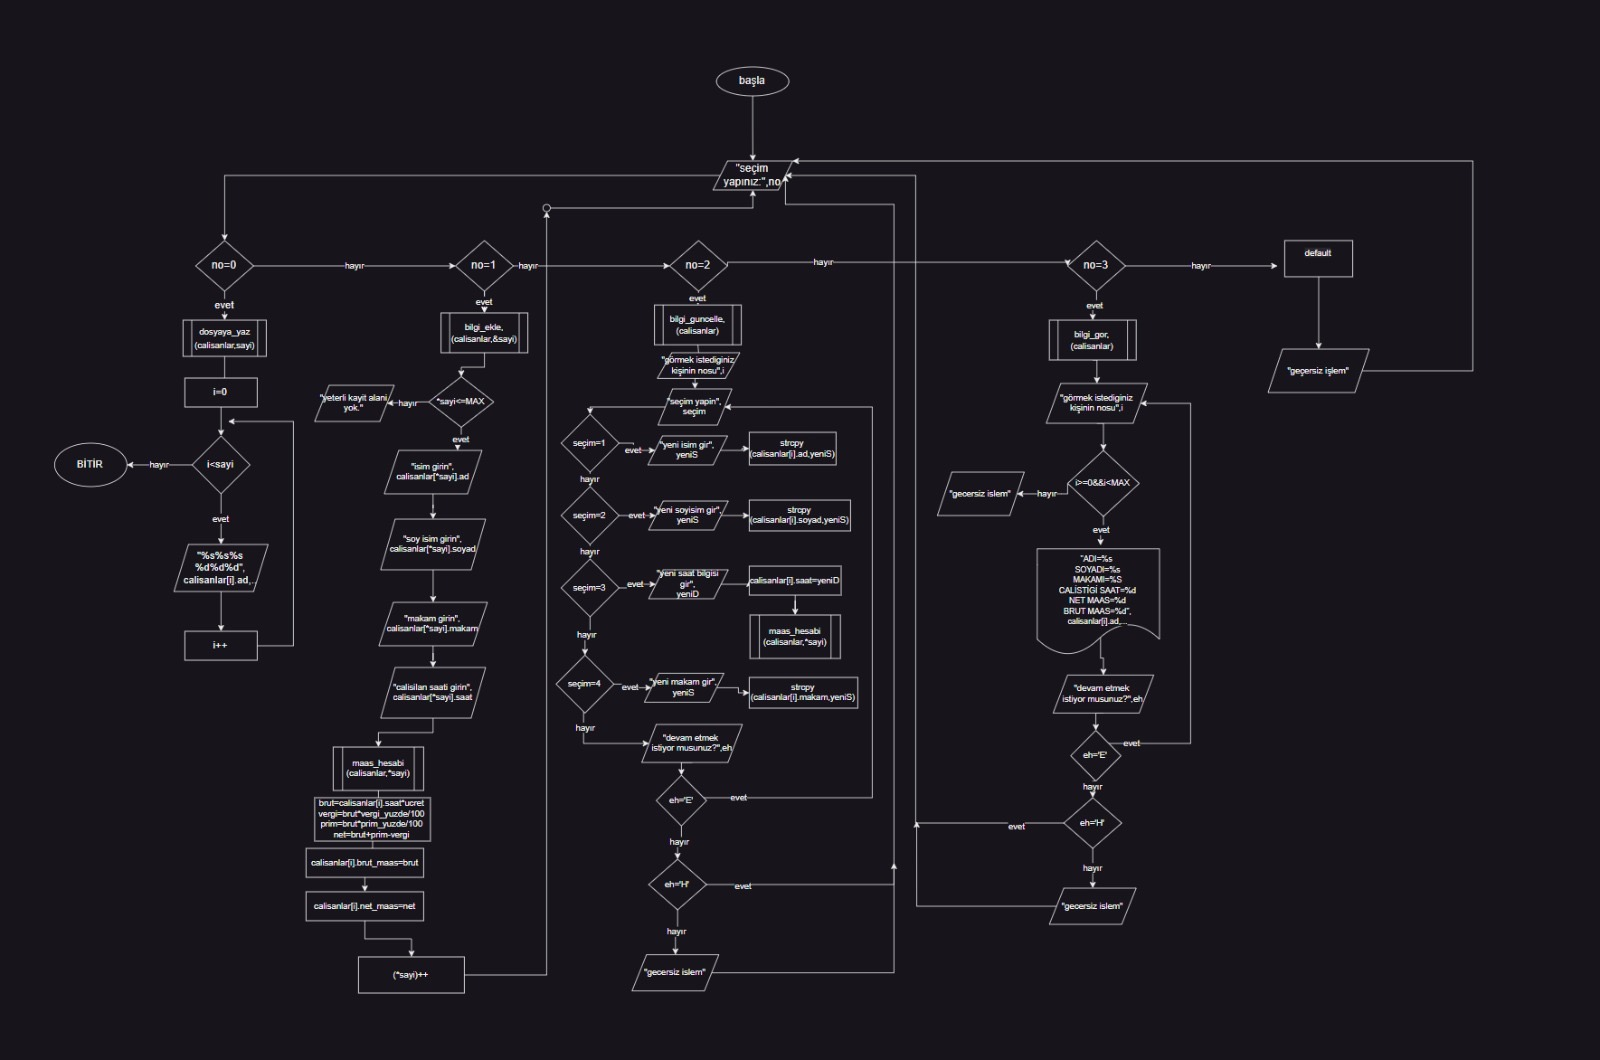 başla
"seçim
yapınız:",no
no=0
hayır
no=1
hayır
no=2
hayır
no=3
hayır
default
evet
dosyaya_yaz
(calisanlar,sayi)
i=0
i<sayi
hayır
BİTİR
evet
"%s%s%s
%d%d%d",
calisanlar[i].ad,..
i++
evet
bilgi_ekle,
(calisanlar,&sayi)
*sayi<=MAX
hayır
"yeterli kayit alani
yok."
evet
"isim girin",
calisanlar[*sayi].ad
"soy isim girin",
calisanlar[*sayi].soyad
"makam girin",
calisanlar[*sayi].makam
"calisilan saati girin",
calisanlar[*sayi].saat
maas_hesabi
(calisanlar,*sayi)
brut=calisanlar[i].saat*ucret
vergi=brut*vergi_yuzde/100
prim=brut*prim_yuzde/100
net=brut+prim-vergi
calisanlar[i].brut_maas=brut
calisanlar[i].net_maas=net
(*sayi)++
evet
bilgi_guncelle,
(calisanlar)
"görmek istediginiz
kişinin nosu",i
"seçim yapin",
seçim
seçim=1
evet
"yeni isim gir",
yeniS
strcpy
(calisanlar[i].ad,yeniS)
hayır
seçim=2
evet
"yeni soyisim gir",
yeniS
strcpy
(calisanlar[i].soyad,yeniS)
hayır
seçim=3
evet
"yeni saat bilgisi
gir",
yeniD
calisanlar[i].saat=yeniD
maas_hesabi
(calisanlar,*sayi)
hayır
seçim=4
evet
"yeni makam gir",
yeniS
strcpy
(calisanlar[i].makam,yeniS)
hayır
"devam etmek
istiyor musunuz?",eh
eh='E'
evet
hayır
eh='H'
evet
hayır
"gecersiz islem"
evet
bilgi_gor,
(calisanlar)
"görmek istediginiz
kişinin nosu",i
i>=0&&i<MAX
hayır
"gecersiz islem"
evet
"ADI=%s
SOYADI=%s
MAKAMI=%S
CALİSTİGİ SAAT=%d
NET MAAS=%d
BRUT MAAS=%d",
calisanlar[i].ad,...
"devam etmek
istiyor musunuz?",eh
eh='E'
evet
hayır
eh='H'
evet
hayır
"gecersiz islem"
"geçersiz işlem"